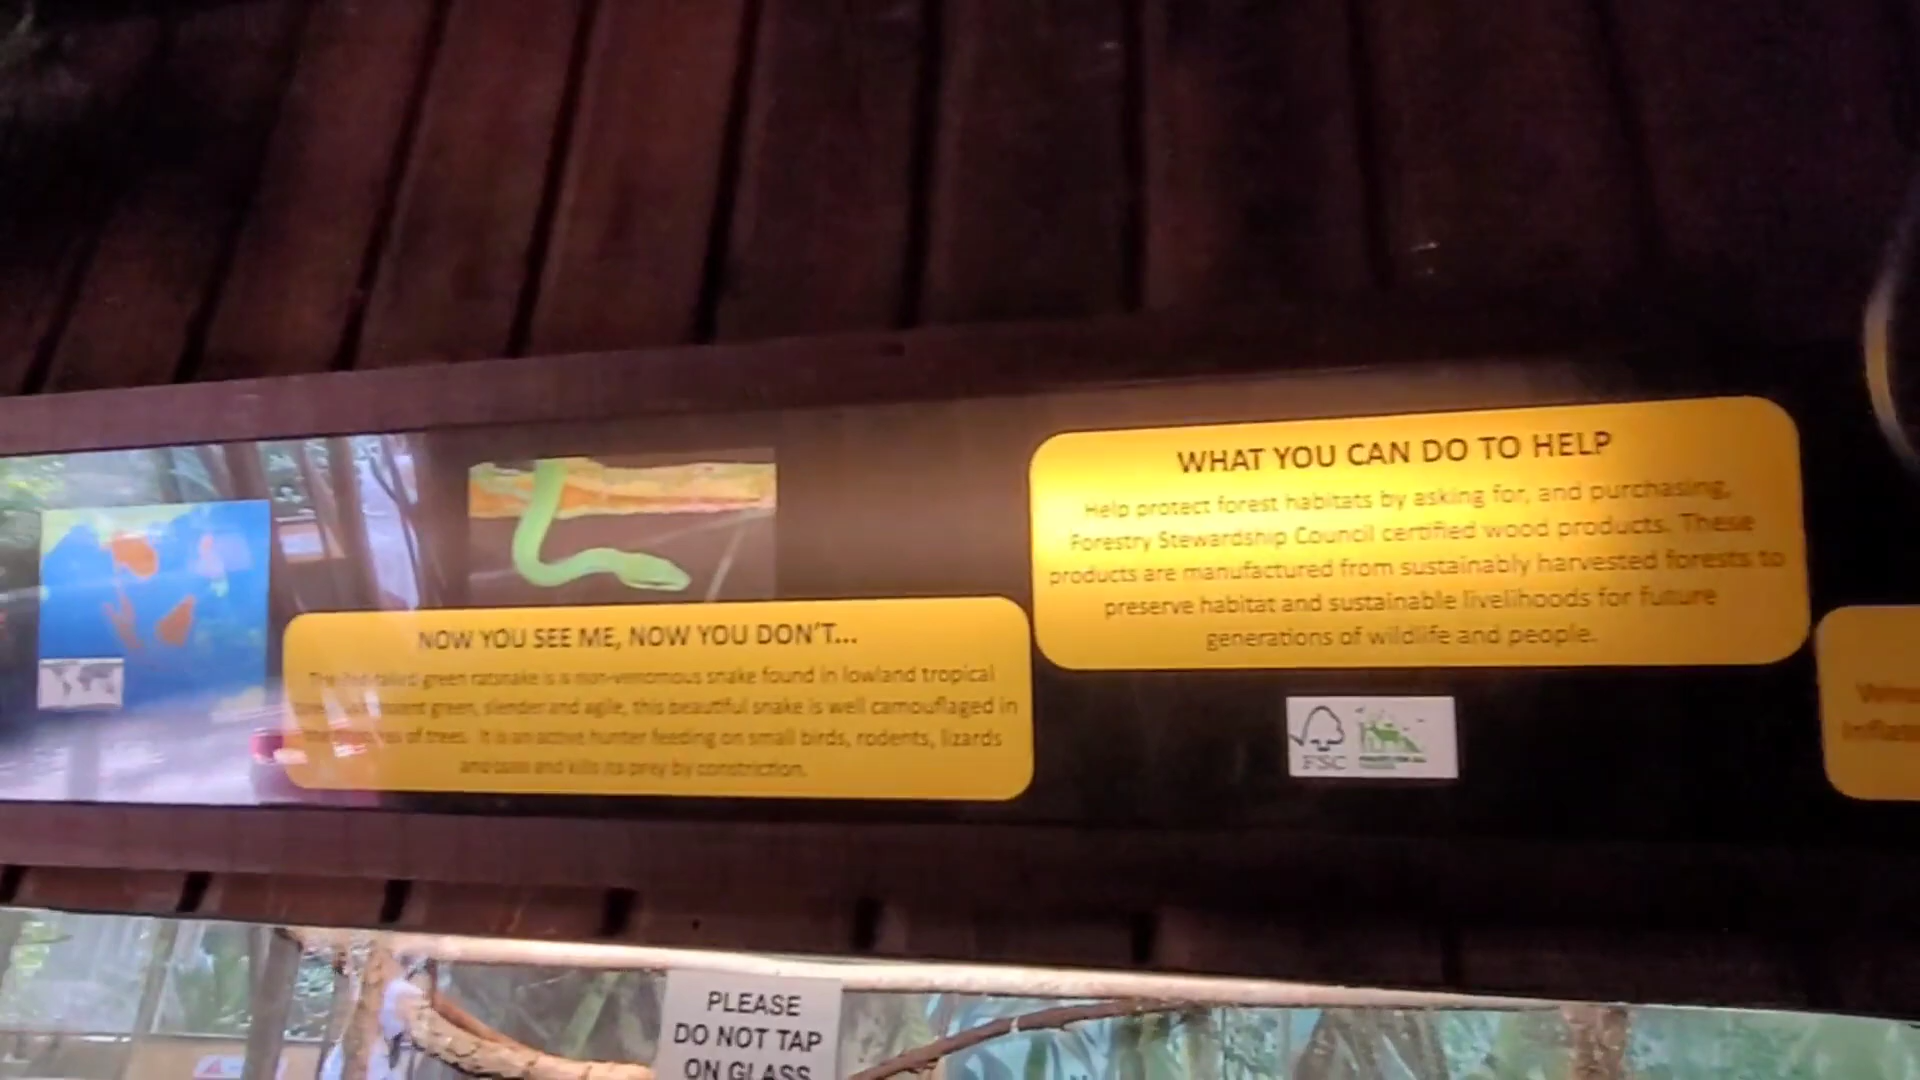 NOW YOU SEE ME, NOW YOU DON'T...
The red-tailed green ratsnake is a non-venomous snake found in lowland tropical
green, slender and agile, this beautiful snake is well camouflaged in
of trees. It is an active hunter feeding on small birds, rodents, lizards
and kills its prey by constriction.
WHAT YOU CAN DO TO HELP
Help protect forest habitats by asking for, and purchasing,
Forestry Stewardship Council certified wood products. These
products are manufactured from sustainably harvested forests to
preserve habitat and sustainable livelihoods for future
generations of wildlife and people.
FSC
PLEASE
DO NOT TAP
ON GLASS